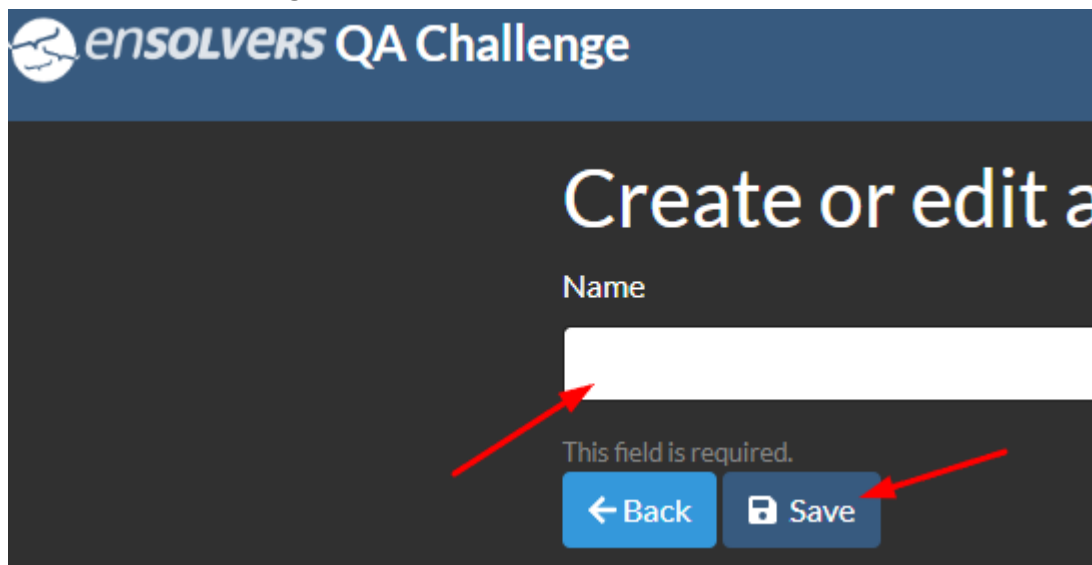 enSOLVeRS QA Challenge
Create or edit a
Name
This field is required.
Back Save